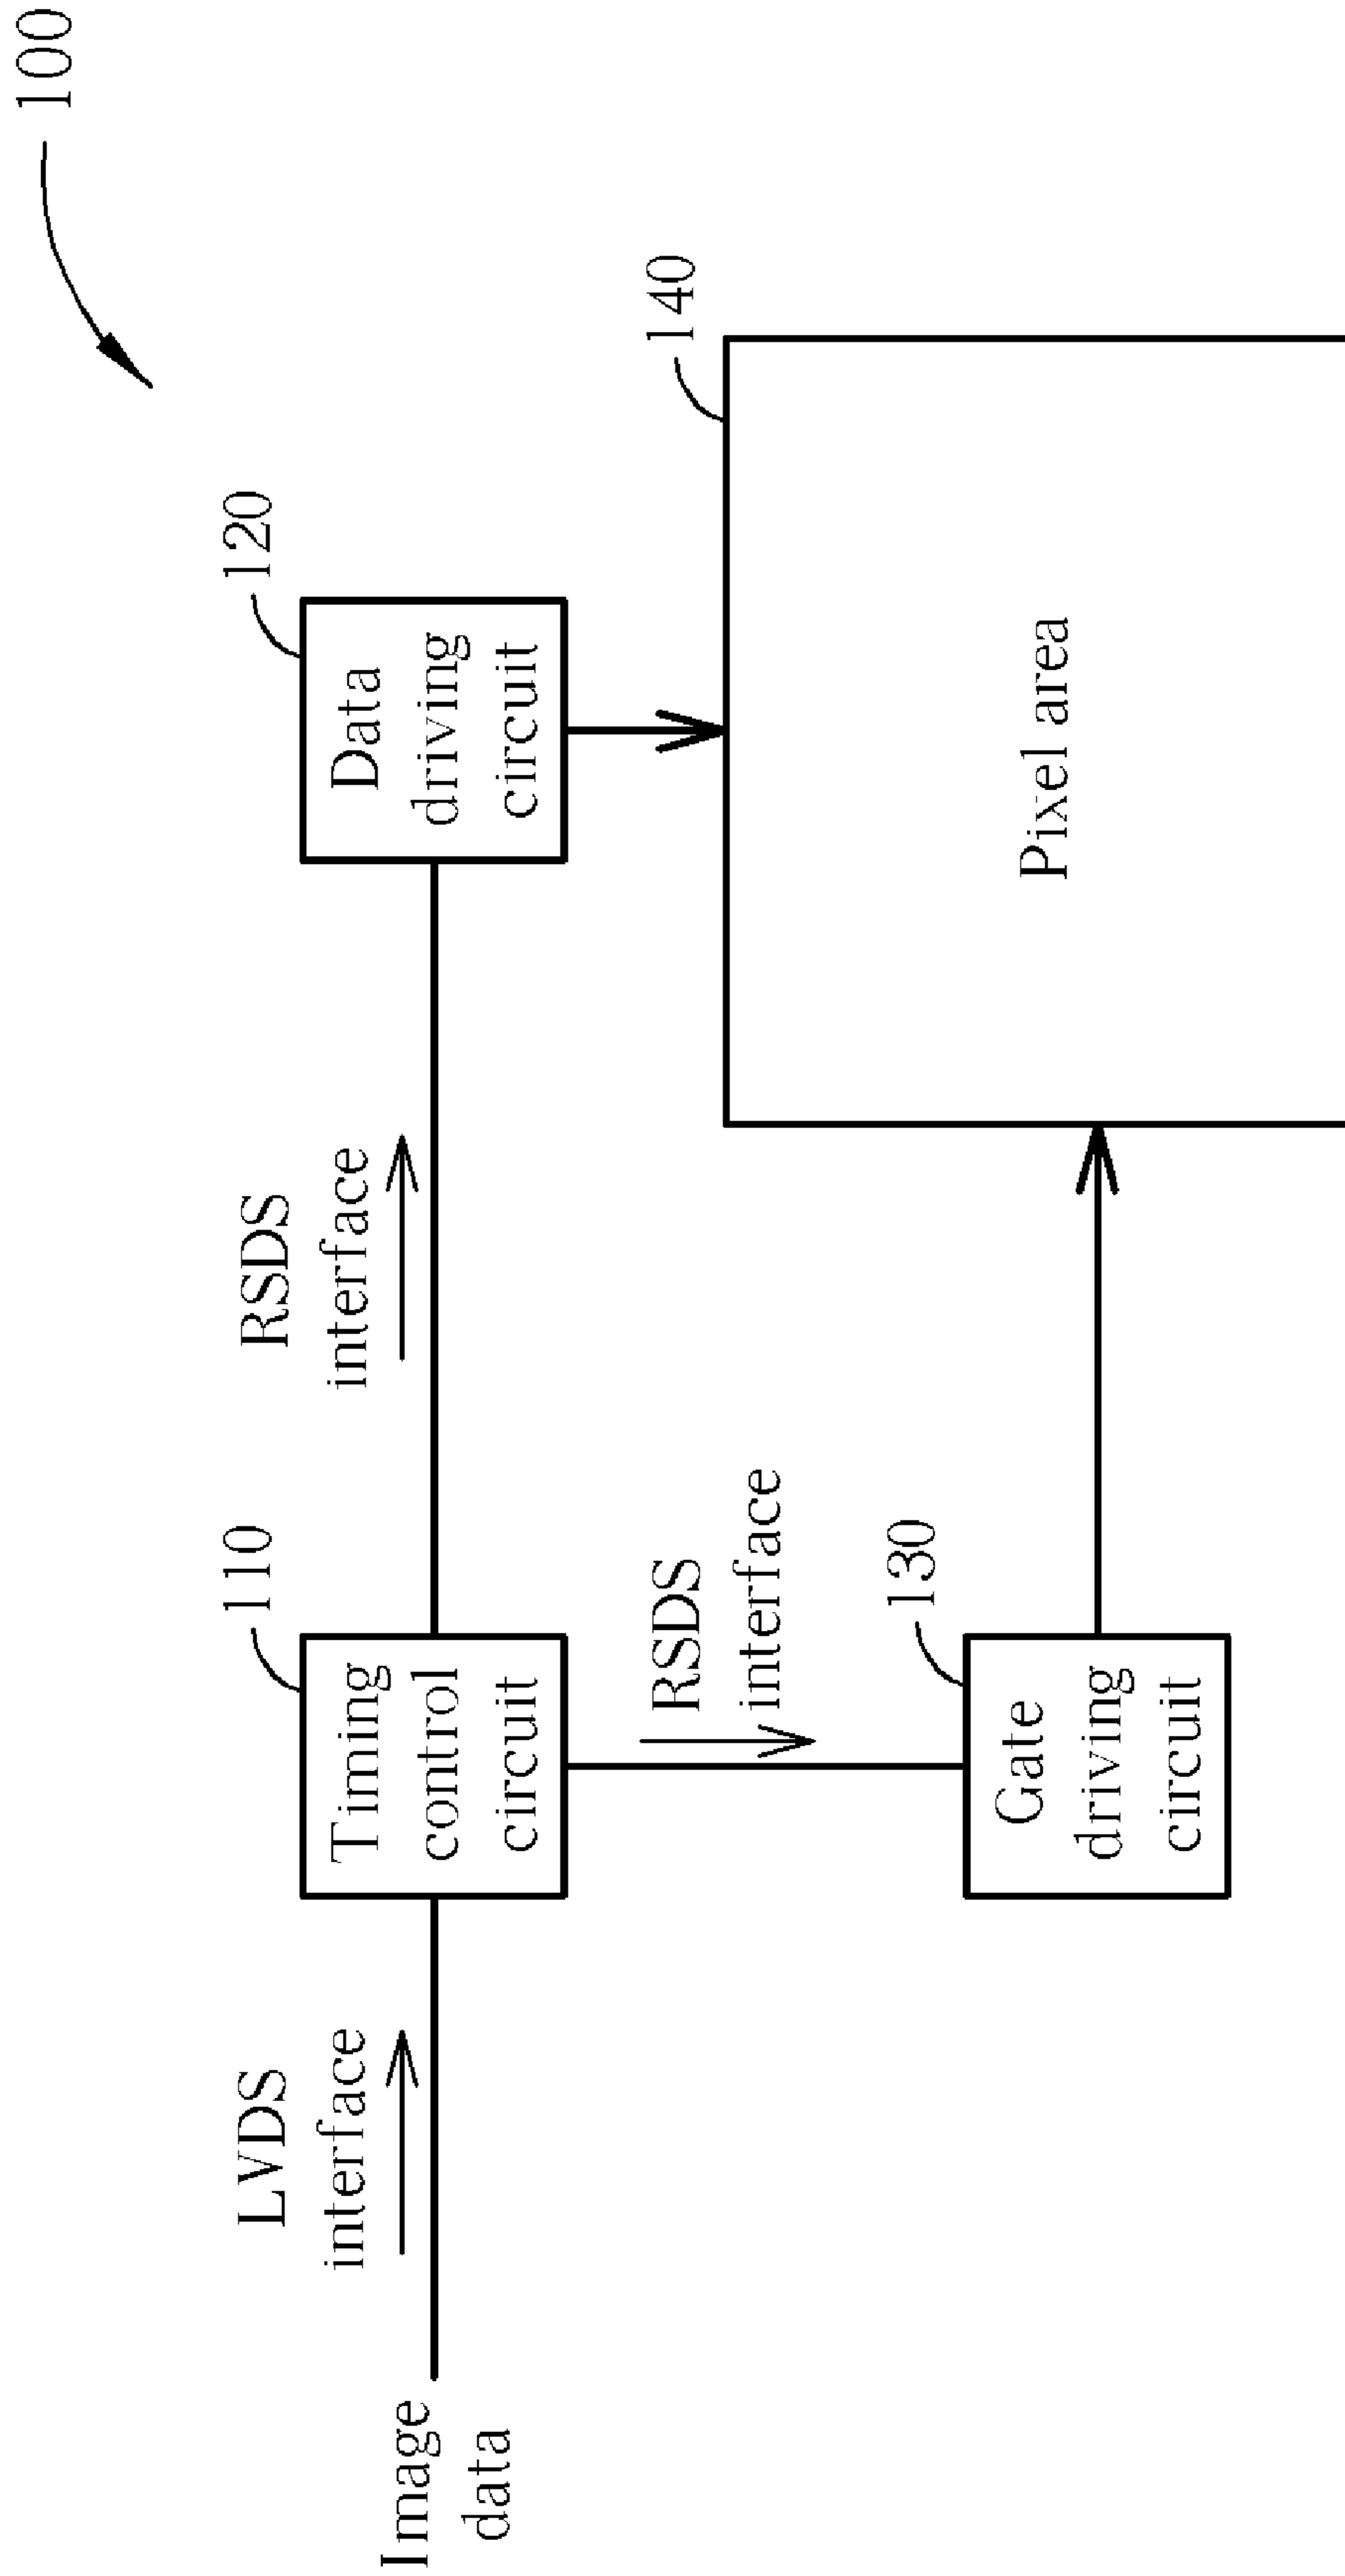 100
120
Data
driving
circuit
140
Pixel area
RSDS
interface
110
Timing
control
circuit
RSDS
interface
130
Gate
driving
circuit
LVDS
interface
Image
data